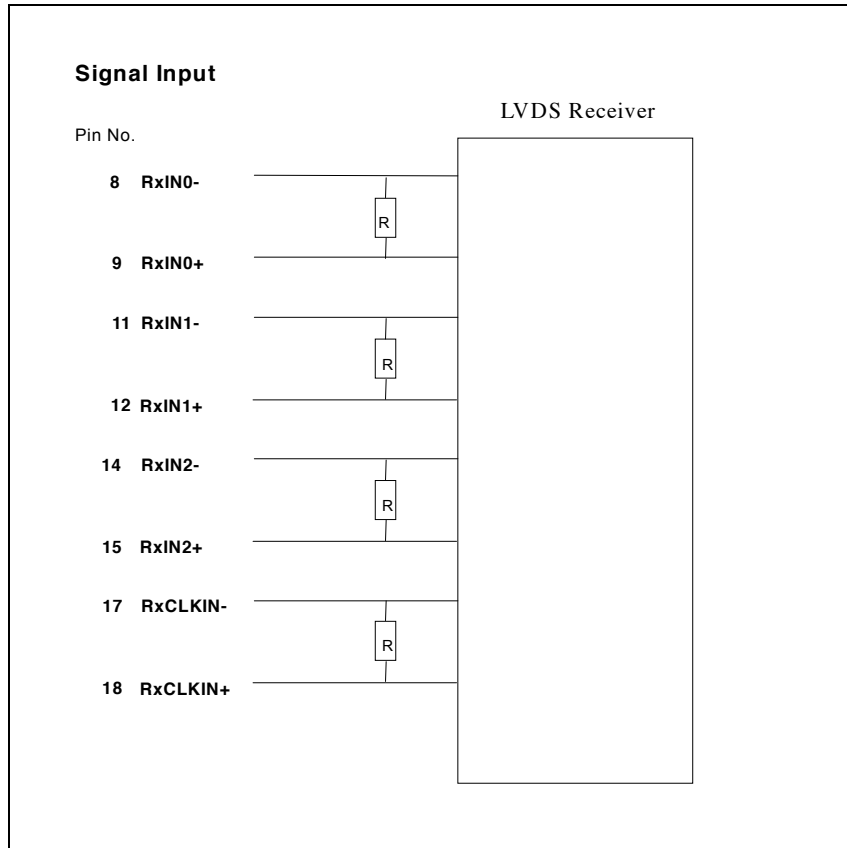 Signal Input
LVDS Receiver
Pin No.
8 RxIN0-
R
9 RxIN0+
11 RxIN1-
R
12 RxIN1+
14 RxIN2-
R
15 RxIN2+
17 RxCLKIN-
R
18 RxCLKIN+